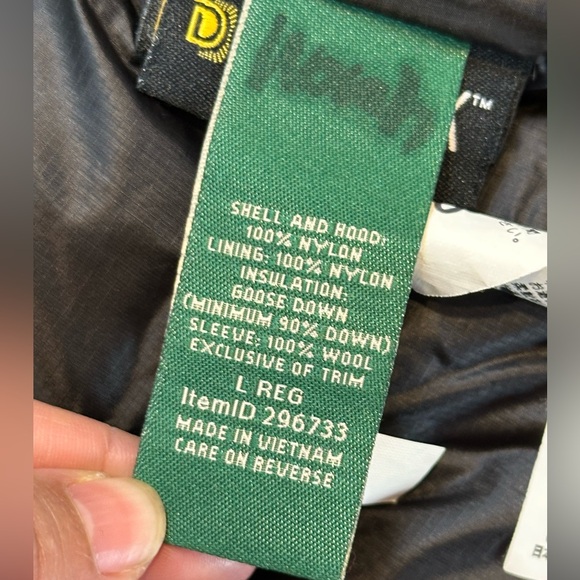 D
X™
SHELL AND HOOD:
100% NYLON
LINING: 100% NYLON
INSULATION:
GOOSE DOWN
(MINIMUM 90% DOWN)
SLEEVE: 100% WOOL
EXCLUSIVE OF TRIM
L REG
ItemID 296733
MADE IN VIETNAM
CARE ON REVERSE